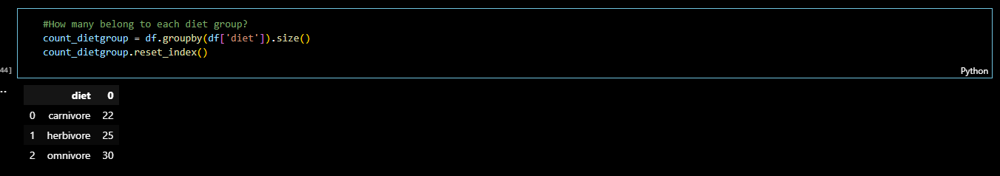 #How many belong to each diet group?
count_dietgroup = df.groupby(df['diet']).size()
count_dietgroup.reset_index()
44]
Python
..
diet 0
0 carnivore 22
1 herbivore 25
2 omnivore 30